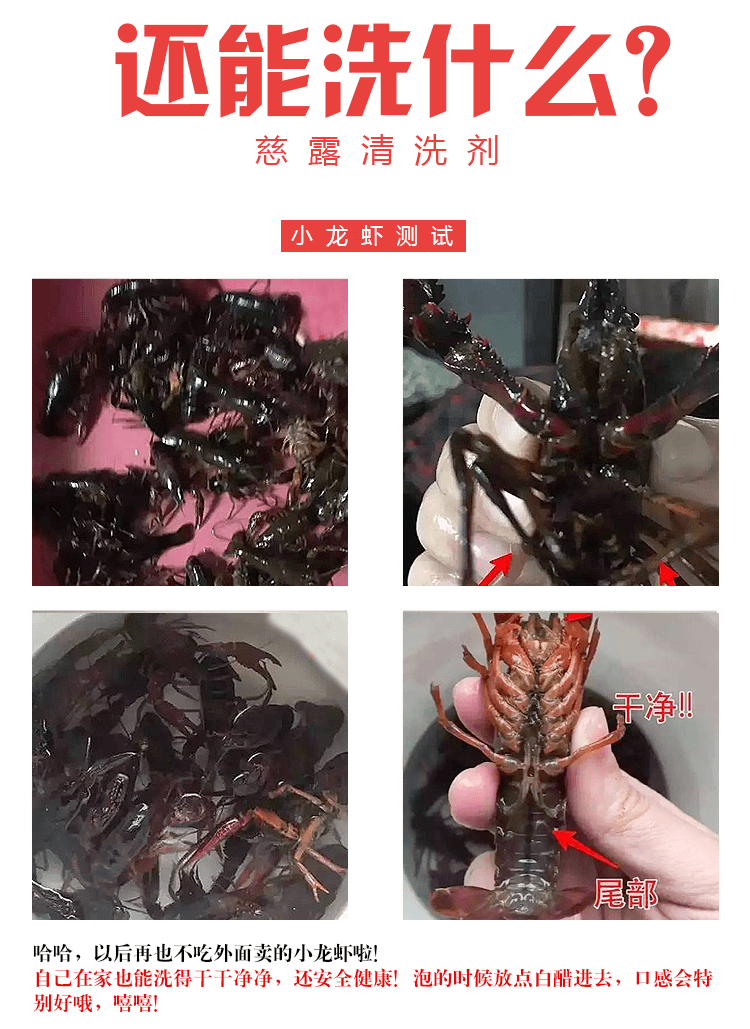 还能洗什么?
慈露清洗剂
小龙虾测试
干净!!
尾部
哈哈，以后再也不吃外面卖的小龙虾啦!
自己在家也能洗得干干净净，还安全健康! 泡的时候放点白醋进去，口感会特
别好哦，嘻嘻!